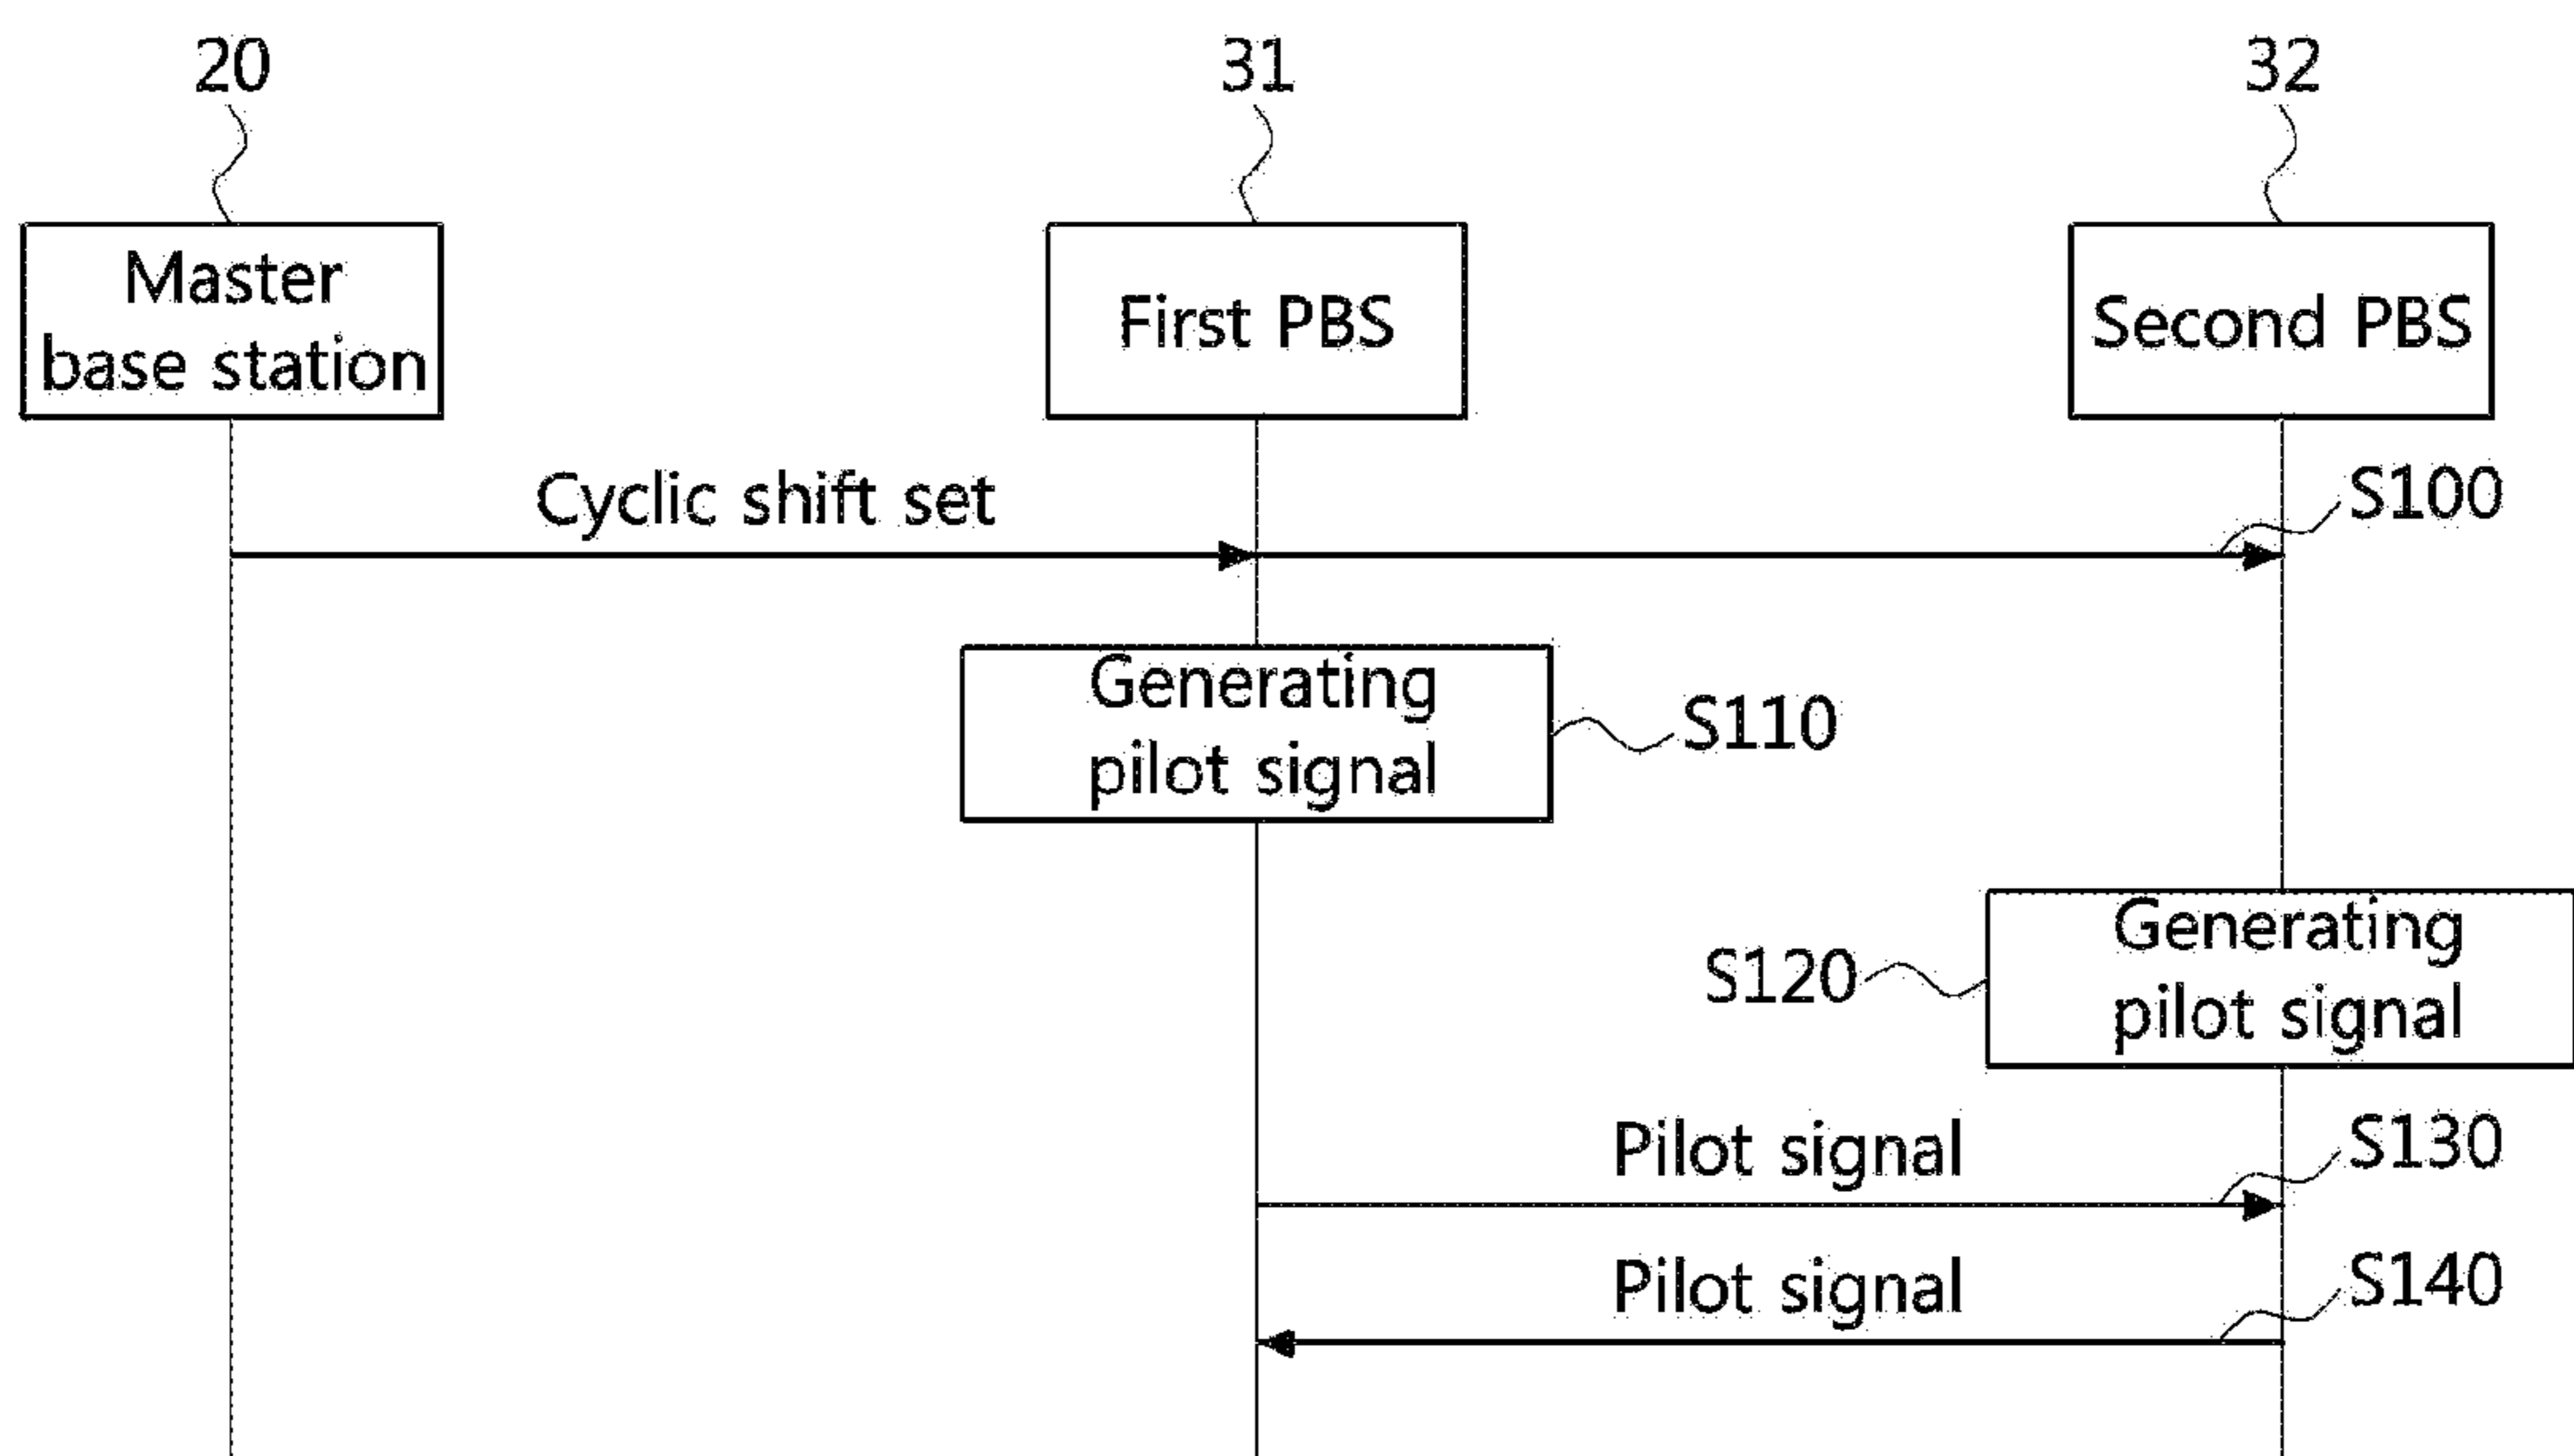 20
31
32
Master
base station
First PBS
Second PBS
Cyclic shift set
S100
Generating
pilot signal
S110
Generating
pilot signal
S120
Pilot signal
S130
Pilot signal
S140